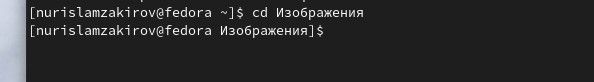 [nurislamzakirov@fedora ~]$ cd Изображения
[nurislamzakirov@fedora Изображения]$